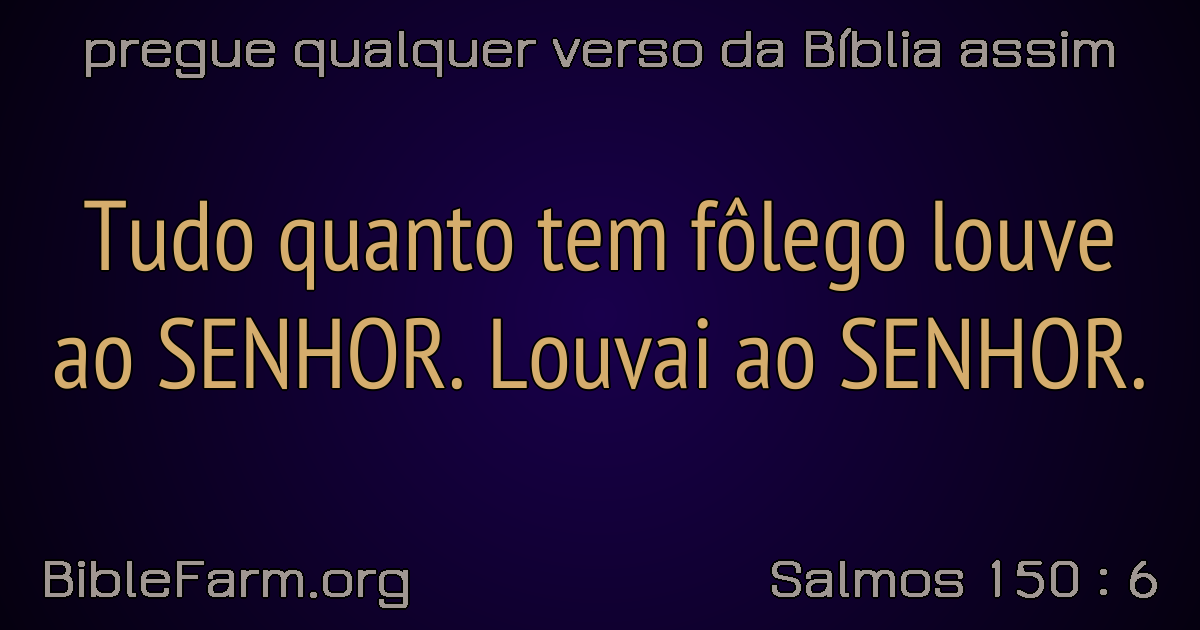 pregue qualquer verso da Bíblia assim
Tudo quanto tem fôlego louve
ao SENHOR. Louvai ao SENHOR.
BibleFarm.org
Salmos 150 : 6